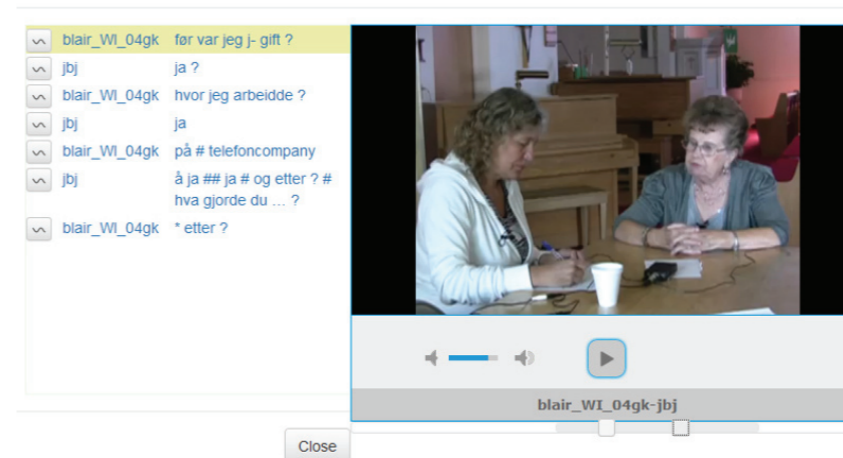 blair_WI_04gk før var jeg j- gift ?
jbj ja ?
blair_WI_04gk hvor jeg arbeidde ?
jbj ja
blair_WI_04gk på # telefoncompany
jbj å ja ## ja # og etter ? #
hva gjorde du ... ?
blair_WI_04gk * etter ?
blair_WI_04gk-jbj
Close